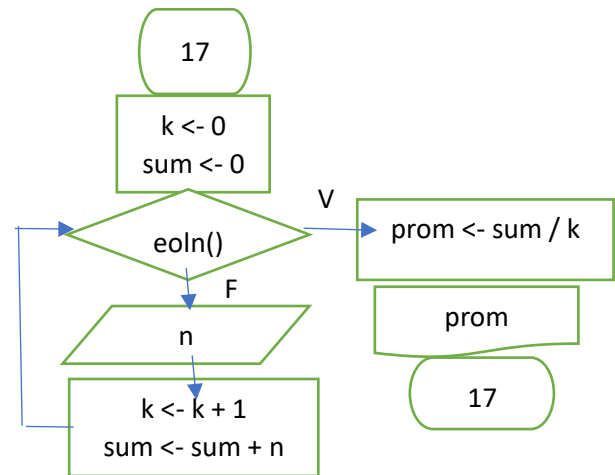 17
k <- 0
sum <- 0
eoln()
V
F
n
k <- k + 1
sum <- sum + n
prom <- sum / k
prom
17